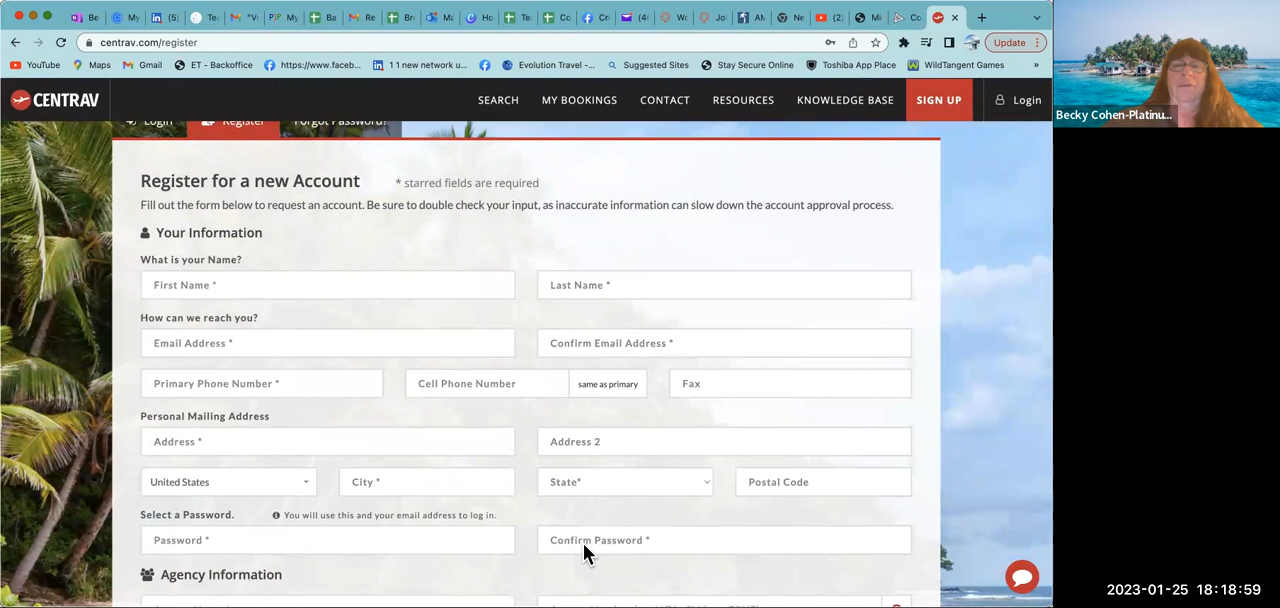 "V
PJF My
(2)
centrav.com/register
Update
YouTube Maps Gmail ET - Backoffice https://www.faceb... 1 1 new network u... Evolution Travel -... Suggested Sites Stay Secure Online Toshiba App Place WildTangent Games »
CENTRAV SEARCH MY BOOKINGS CONTACT RESOURCES KNOWLEDGE BASE SIGN UP Login
Becky Cohen-Platinu...
Login Register Forgot Password?
Register for a new Account * starred fields are required
Fill out the form below to request an account. Be sure to double check your input, as inaccurate information can slow down the account approval process.
Your Information
What is your Name?
First Name * Last Name *
How can we reach you?
Email Address * Confirm Email Address *
Primary Phone Number * Cell Phone Number same as primary Fax
Personal Mailing Address
Address * Address 2
United States City * State* Postal Code
Select a Password. You will use this and your email address to log in.
Password * Confirm Password *
Agency Information
2023-01-25 18:18:59